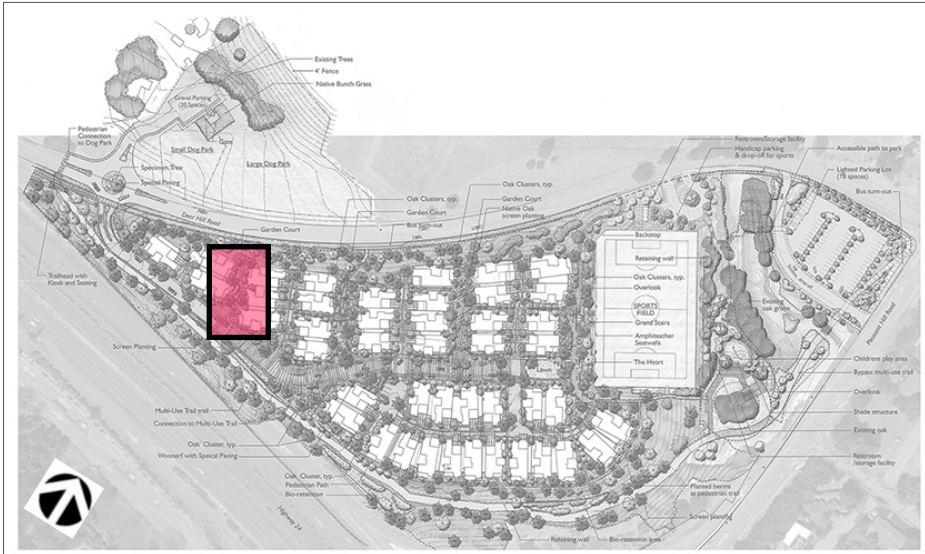 Existing Trees
4' Fence
Native Bunch Grass
Gravel Parking
(20 Spaces)
Pedestrian
Connection
to Dog Park
Gate
Small Dog Park
Large Dog Park
Specimen Tree
Special Paving
Deer Hill Road
Garden Court
Oak Clusters, typ.
Garden Court
Bus turn-out
Oak Clusters, typ.
Garden Court
Native Oak
screen planting
Restroom/Storage facility
Handicap parking
& drop-off for sports
Accessible path to park
Lighted Parking Lot
(78 spaces)
Bus turn-out
Backstop
Retaining wall
Oak Clusters, typ.
Overlook
SPORTS
FIELD
Grand Stairs
Amphiteather
Seatwalls
The Heart
Lawn
Existing
oak grove
Pleasant Hill Road
Childrens play area
Bypass multi-use trail
Overlook
Shade structure
Existing oak
Restroom
/storage facility
Planted berms
at pedestrian trail
Screen planting
Bio-retention area
Retaining wall
Trailhead with
Kiosk and Seating
Screen Planting
Multi-Use Trail trail
Connection to Multi-Use Trail
Oak Cluster, typ.
Woonerf with Speical Paving
Oak Cluster, typ.
Pedestrian Path
Bio-retention
Highway 24